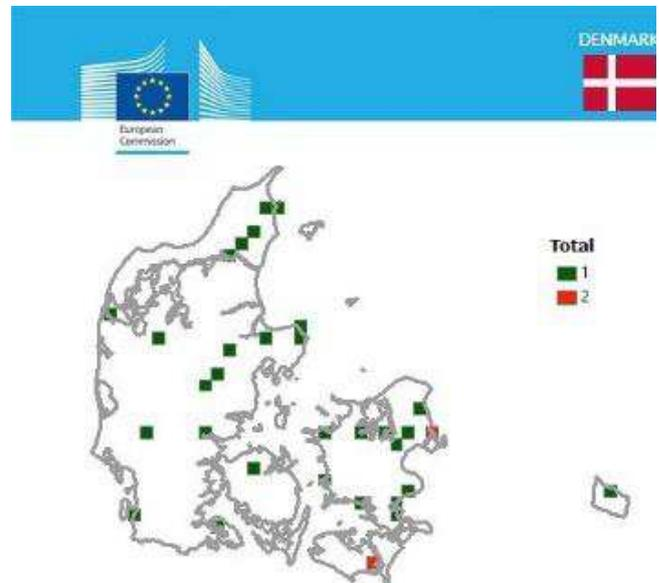 DENMARK
European
Commission
Total
1
2